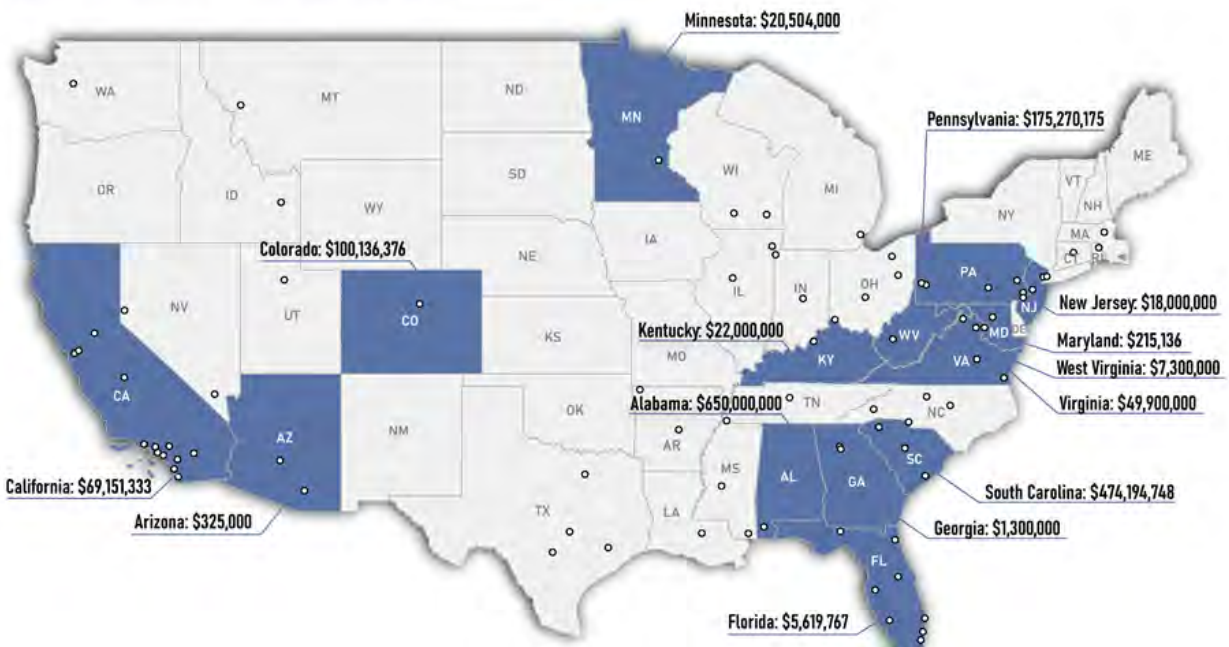 Minnesota: $20,504,000
WA
MT
ND
MN
Pennsylvania: $175,270,175
ME
VT
NH
OR
ID
SD
WI
MI
NY
WY
MA
CT
RI
IA
Colorado: $100,136,376
NE
PA
NV
UT
CO
IL
IN
OH
NJ
New Jersey: $18,000,000
KS
Kentucky: $22,000,000
WV
MD
DE
Maryland: $215,136
MO
KY
VA
West Virginia: $7,300,000
CA
Virginia: $49,900,000
Alabama: $650,000,000
TN
NC
OK
AZ
NM
AR
SC
California: $69,151,333
MS
AL
GA
South Carolina: $474,194,748
Arizona: $325,000
TX
LA
Georgia: $1,300,000
FL
Florida: $5,619,767